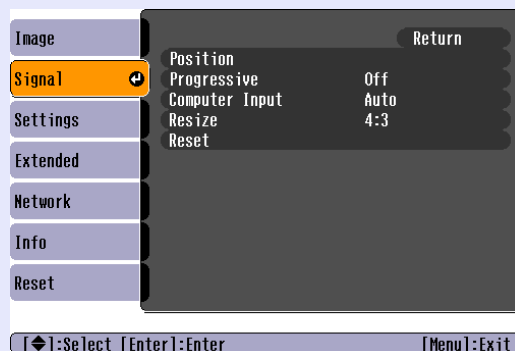 Image
Signal
Settings
Extended
Network
Info
Reset
Return
Position
Progressive Off
Computer Input Auto
Resize 4:3
Reset
[◆]:Select [Enter]:Enter [Menu]:Exit